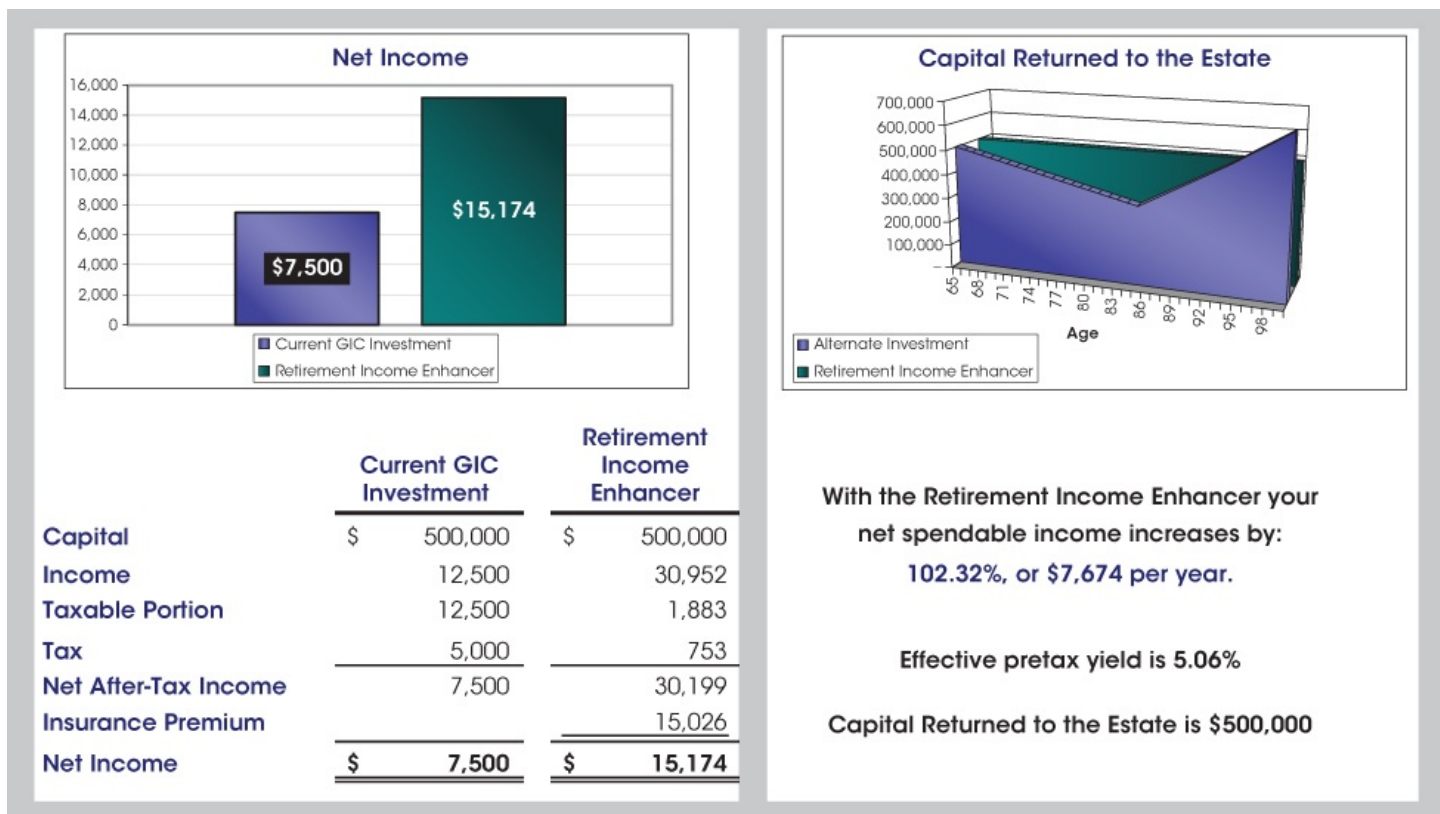 Net Income
16,000
14,000
12,000
10,000
8,000
6,000
4,000
2,000
0
$7,500
$15,174
Current GIC Investment
Retirement Income Enhancer
Capital Returned to the Estate
700,000
600,000
500,000
400,000
300,000
200,000
100,000
–
65 68 71 74 77 80 83 86 89 92 95 98
Age
Alternate Investment
Retirement Income Enhancer
Retirement
Current GIC Income
Investment Enhancer
Capital $ 500,000 $ 500,000
Income 12,500 30,952
Taxable Portion 12,500 1,883
Tax 5,000 753
Net After-Tax Income 7,500 30,199
Insurance Premium 15,026
Net Income $ 7,500 $ 15,174
With the Retirement Income Enhancer your
net spendable income increases by:
102.32%, or $7,674 per year.
Effective pretax yield is 5.06%
Capital Returned to the Estate is $500,000